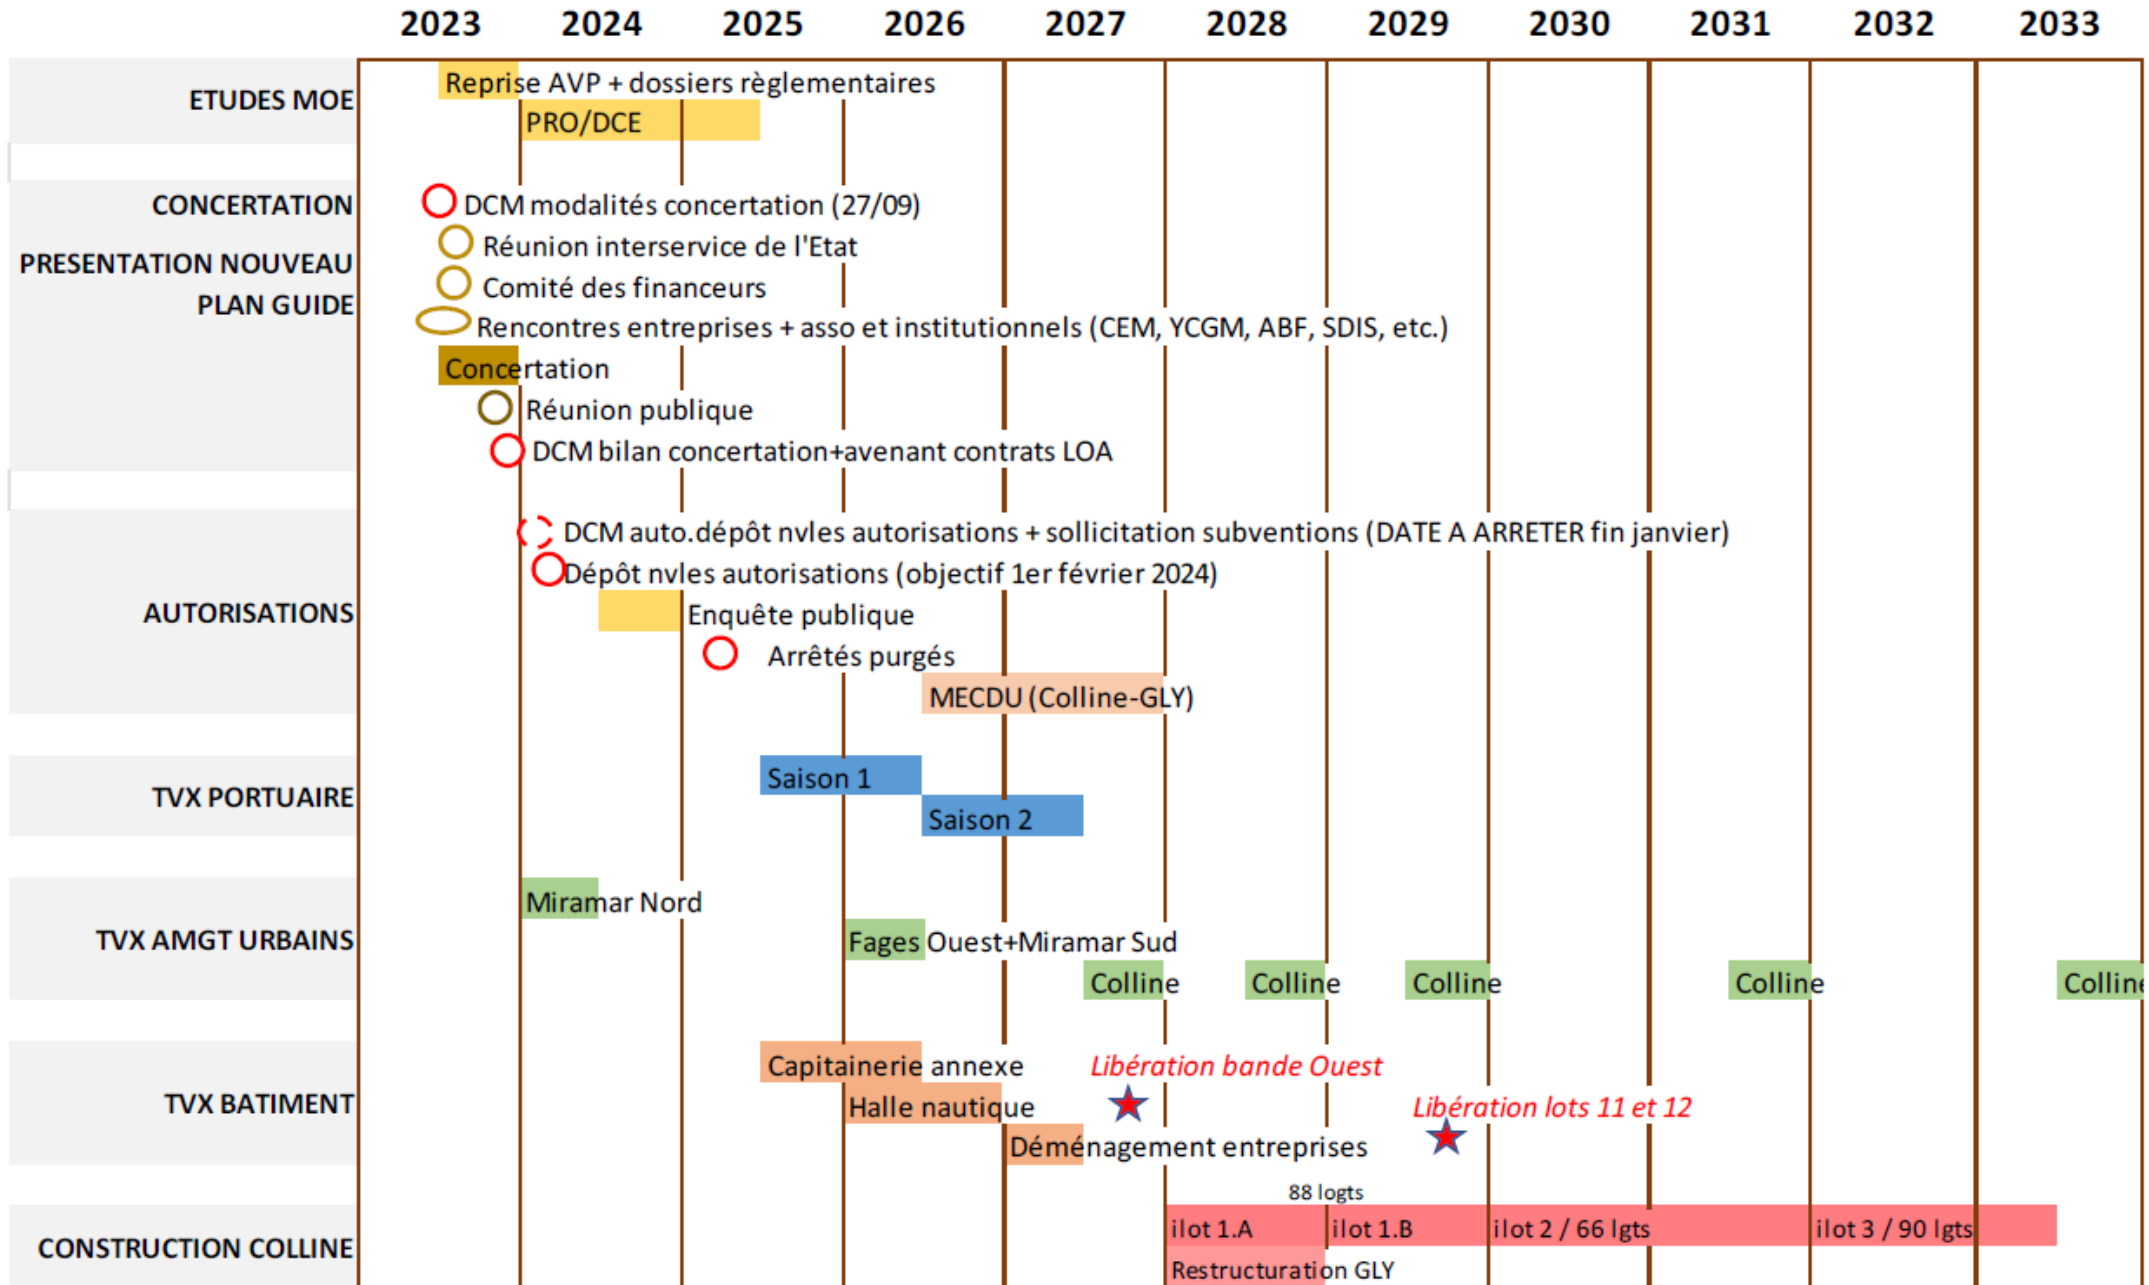 2023 2024 2025 2026 2027 2028 2029 2030 2031 2032 2033
ETUDES MOE
Reprise AVP + dossiers règlementaires
PRO/DCE
CONCERTATION
DCM modalités concertation (27/09)
PRESENTATION NOUVEAU
PLAN GUIDE
Réunion interservice de l'Etat
Comité des financeurs
Rencontres entreprises + asso et institutionnels (CEM, YCGM, ABF, SDIS, etc.)
Concertation
Réunion publique
DCM bilan concertation+avenant contrats LOA
AUTORISATIONS
DCM auto.dépôt nvles autorisations + sollicitation subventions (DATE A ARRETER fin janvier)
Dépôt nvles autorisations (objectif 1er février 2024)
Enquête publique
Arrêtés purgés
MECDU (Colline-GLY)
TVX PORTUAIRE
Saison 1
Saison 2
TVX AMGT URBAINS
Miramar Nord
Fages Ouest+Miramar Sud
Colline Colline Colline Colline Colline
TVX BATIMENT
Capitainerie annexe
Libération bande Ouest
Halle nautique
Libération lots 11 et 12
Déménagement entreprises
CONSTRUCTION COLLINE
88 logts
ilot 1.A ilot 1.B ilot 2 / 66 lgts ilot 3 / 90 lgts
Restructuration GLY